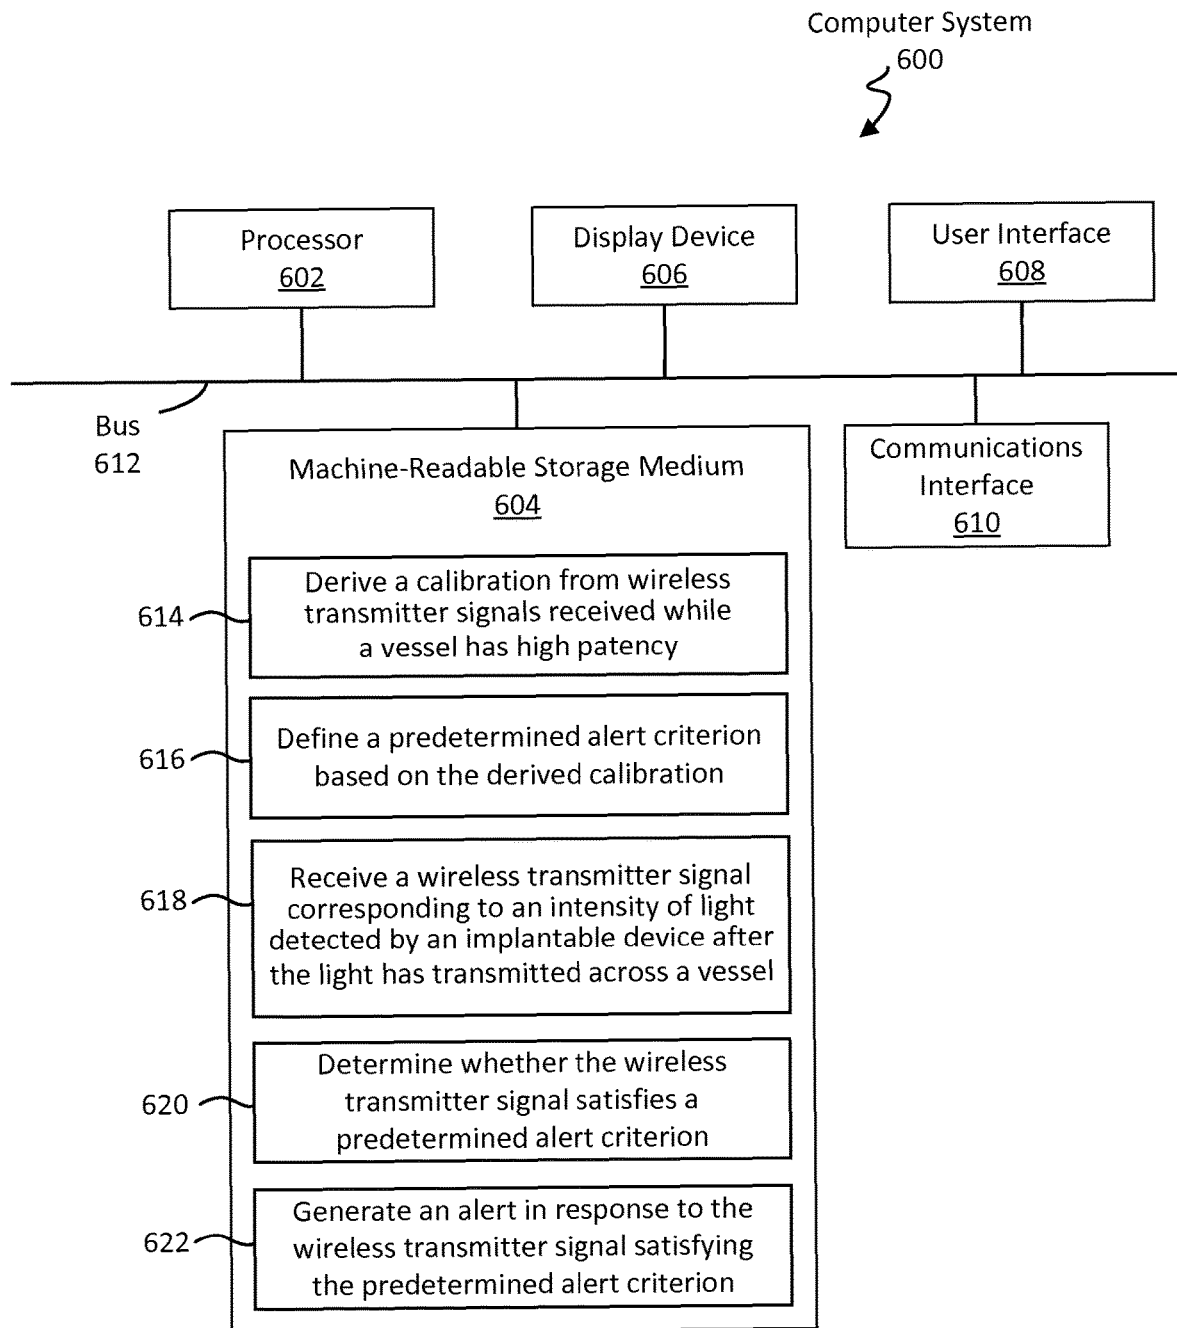 Computer System
600
Processor
602
Display Device
606
User Interface
608
Bus
612
Machine-Readable Storage Medium
604
Communications
Interface
610
614
Derive a calibration from wireless
transmitter signals received while
a vessel has high patency
616
Define a predetermined alert criterion
based on the derived calibration
618
Receive a wireless transmitter signal
corresponding to an intensity of light
detected by an implantable device after
the light has transmitted across a vessel
620
Determine whether the wireless
transmitter signal satisfies a
predetermined alert criterion
622
Generate an alert in response to the
wireless transmitter signal satisfying
the predetermined alert criterion